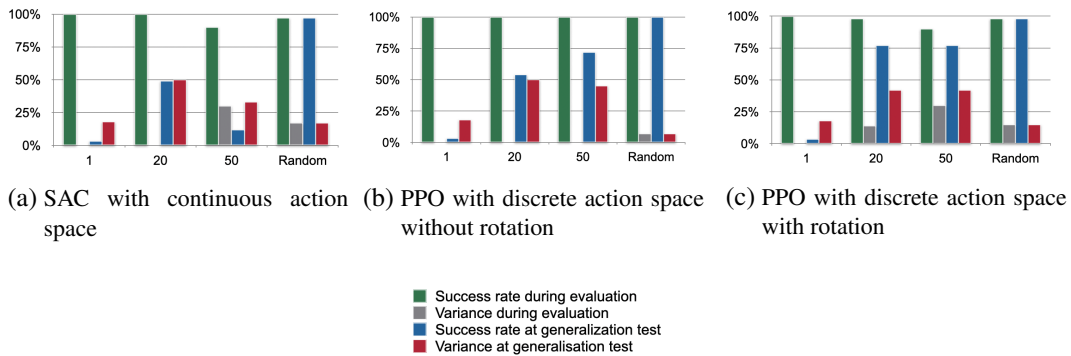 100%
75%
50%
25%
0%
1 20 50 Random
100%
75%
50%
25%
0%
1 20 50 Random
100%
75%
50%
25%
0%
1 20 50 Random
(a) SAC with continuous action
space
(b) PPO with discrete action space
without rotation
(c) PPO with discrete action space
with rotation
Success rate during evaluation
Variance during evaluation
Success rate at generalization test
Variance at generalisation test